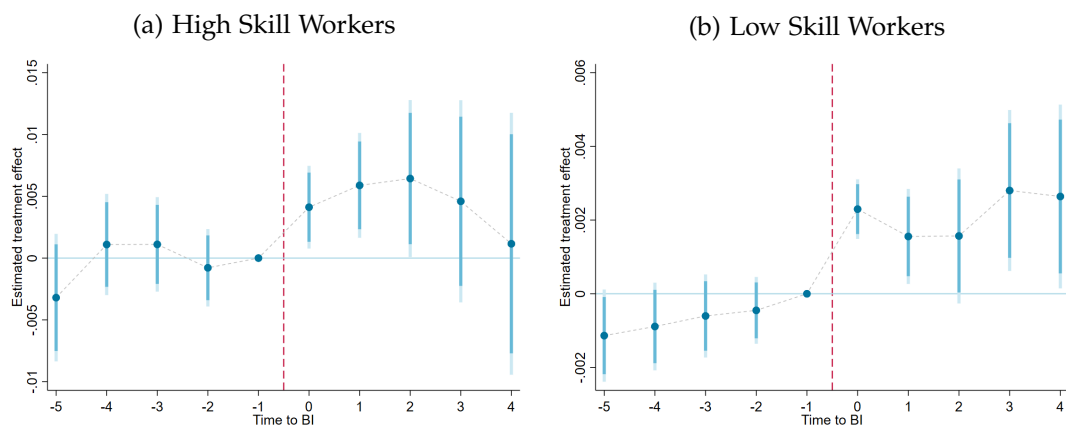 (a) High Skill Workers
Estimated treatment effect
.015
.01
.005
0
-.005
-.01
-5 -4 -3 -2 -1 0 1 2 3 4
Time to BI
(b) Low Skill Workers
Estimated treatment effect
.006
.004
.002
0
-.002
-5 -4 -3 -2 -1 0 1 2 3 4
Time to BI